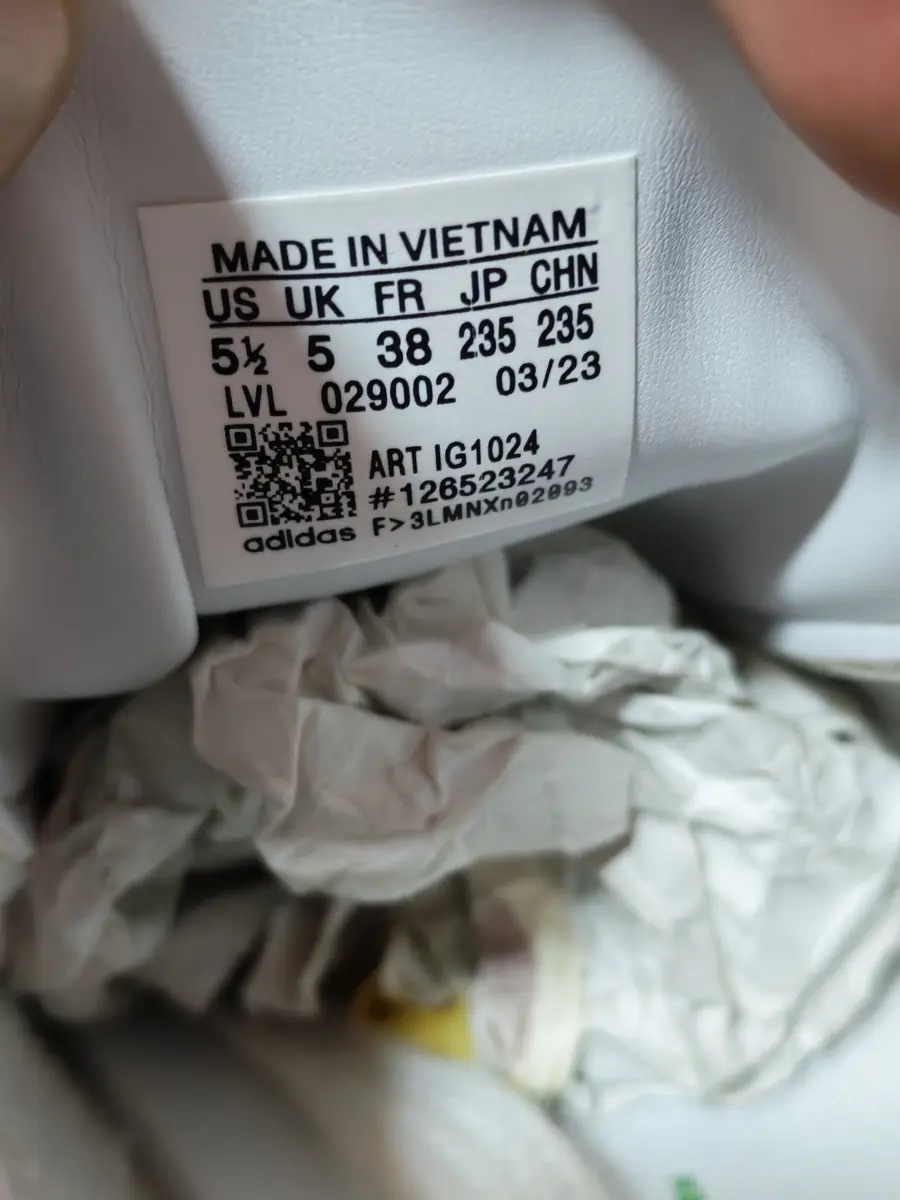 MADE IN VIETNAM
US UK FR JP CHN
5½ 5 38 235 235
LVL 029002 03/23
ART IG1024
#126523247
adidas F>3LMNXn02093